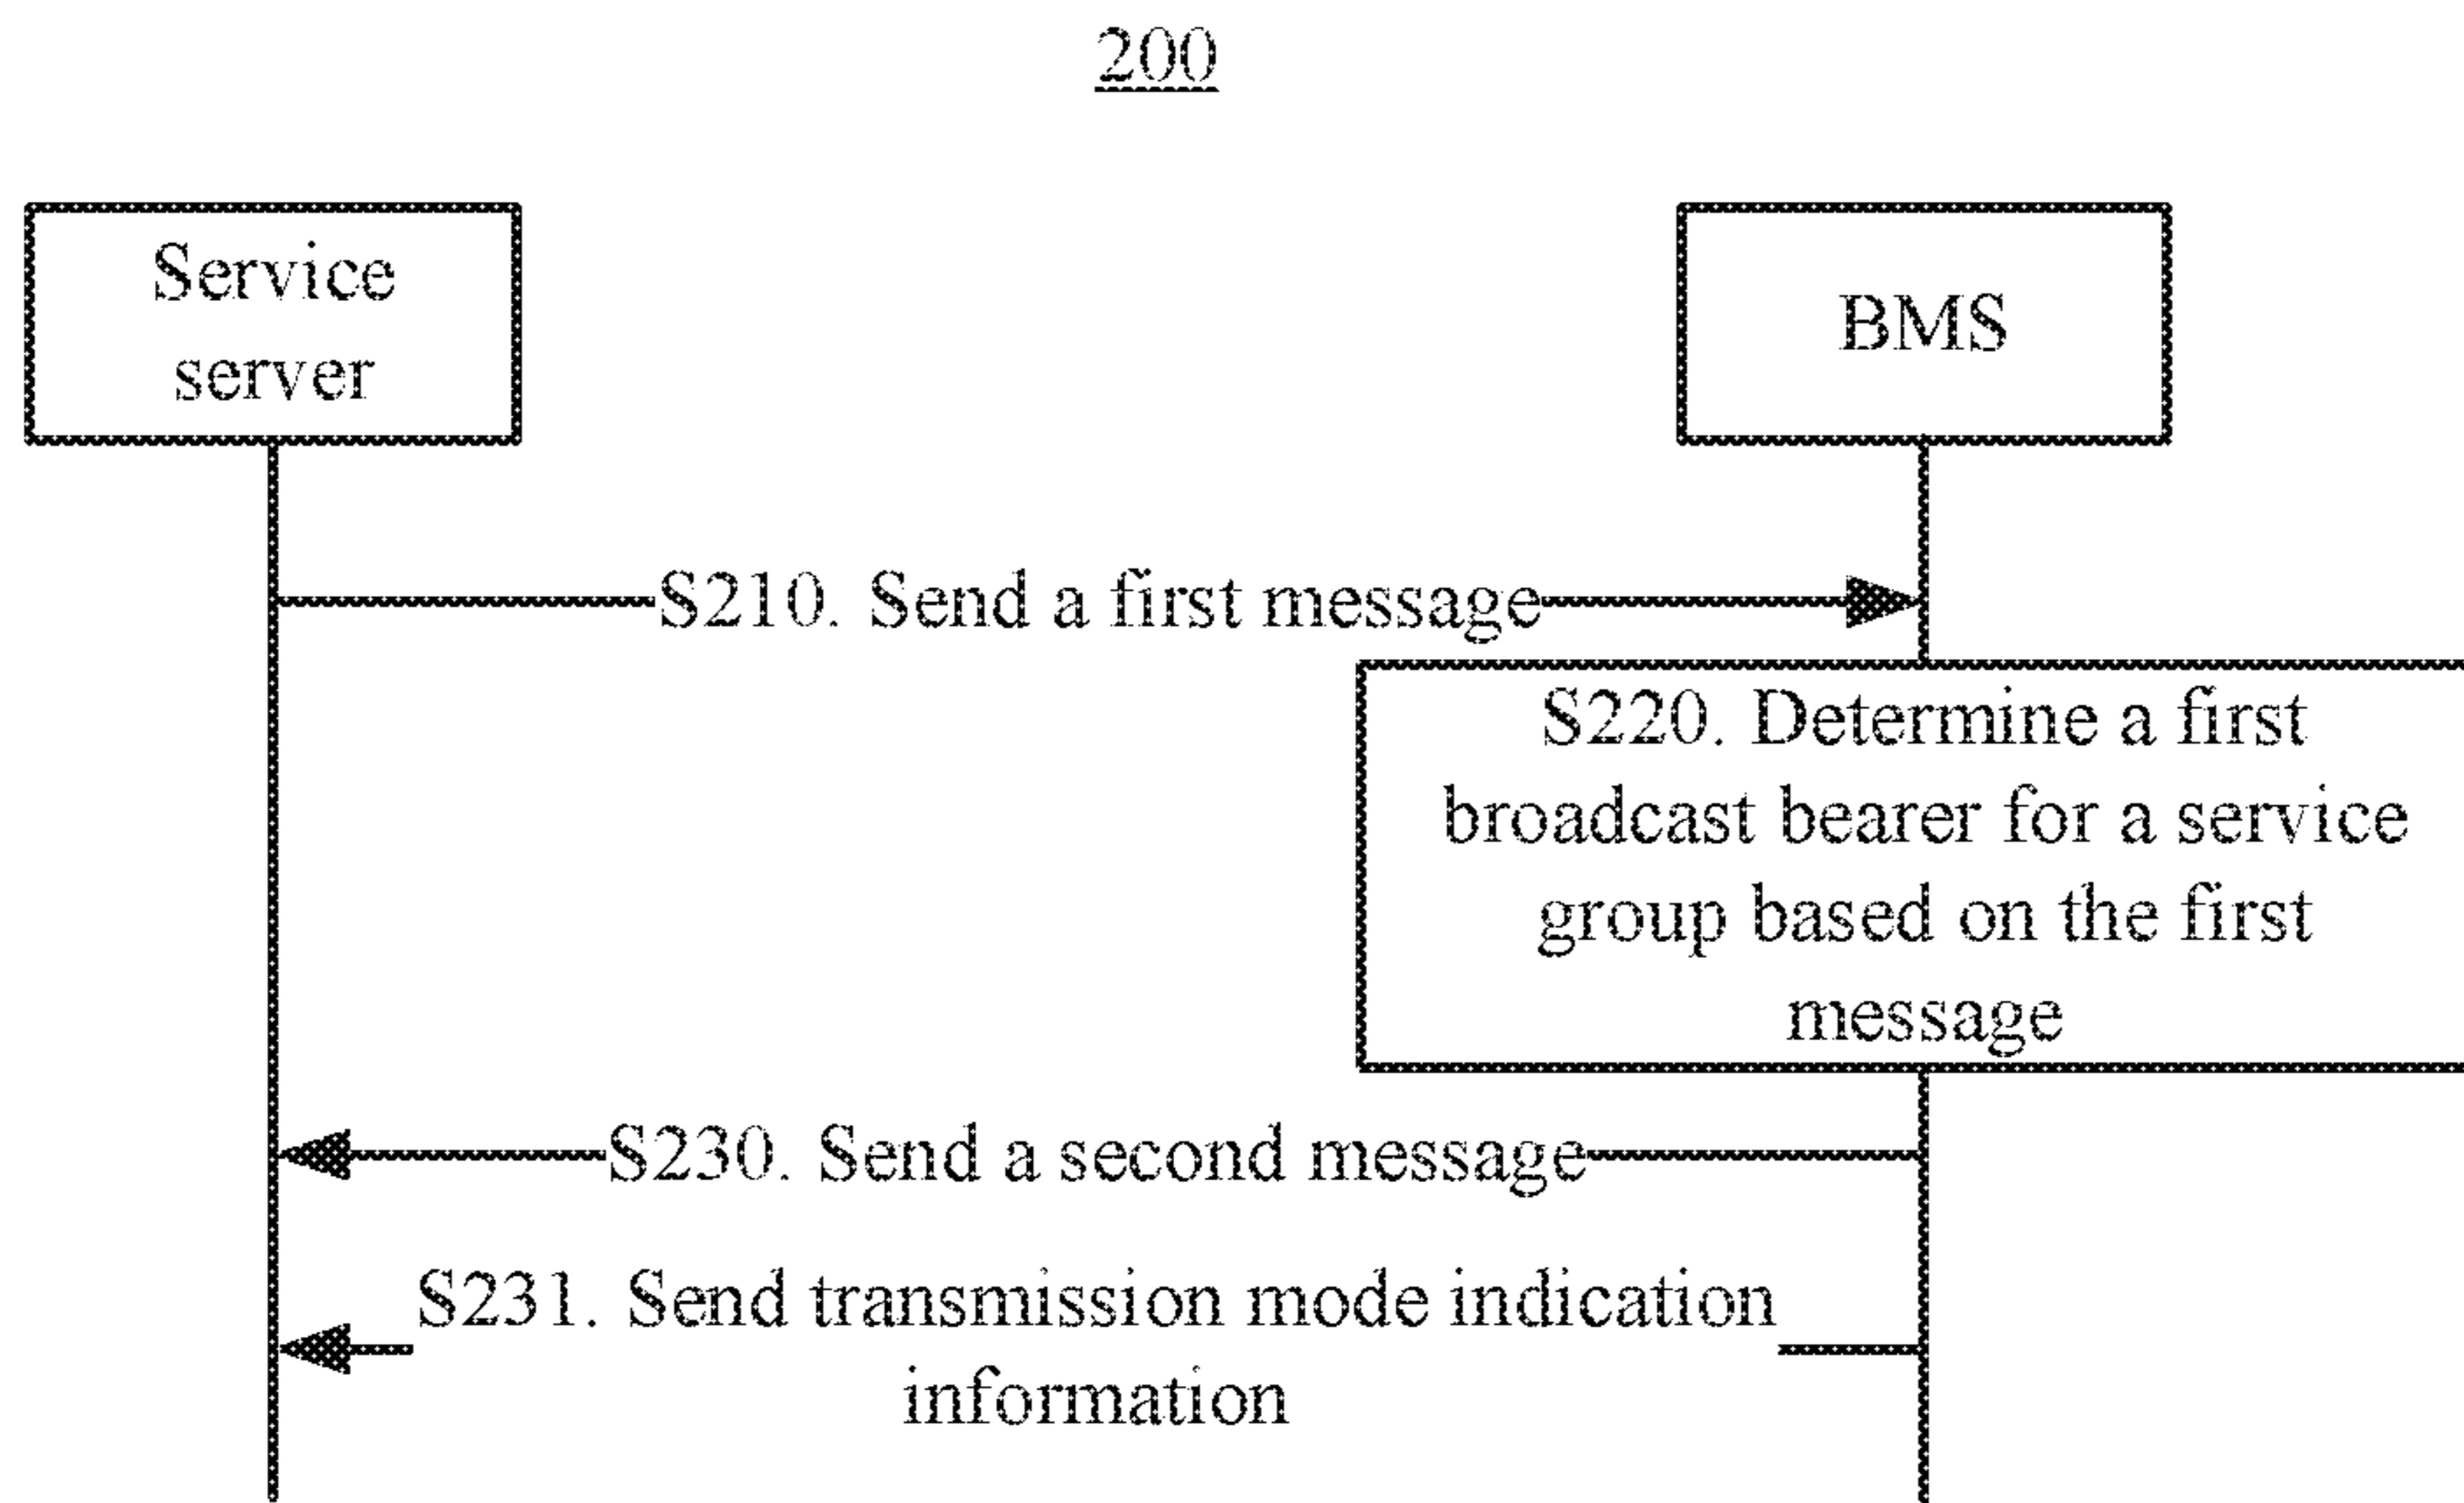 200
Service
server
BMS
S210. Send a first message
S220. Determine a first
broadcast bearer for a service
group based on the first
message
S230. Send a second message
S231. Send transmission mode indication
information